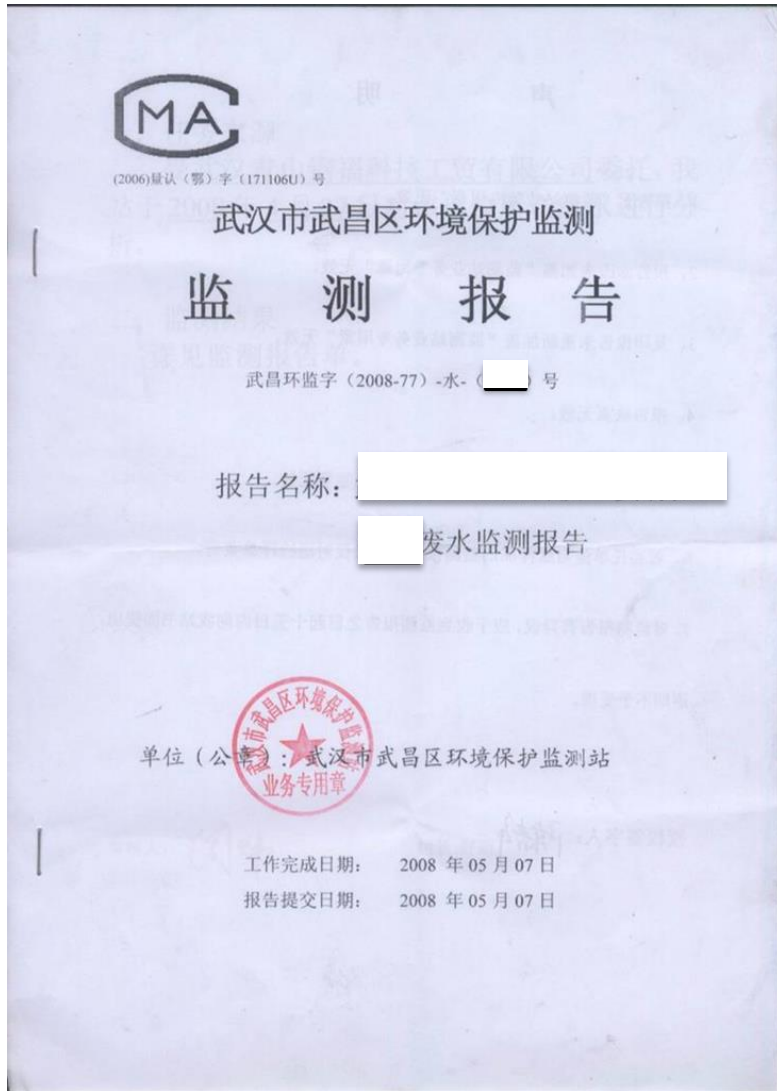 CMA
(2006)量认（鄂）字（171106U）号
武汉市武昌区环境保护监测
监 测 报 告
武昌环监字（2008-77）-水-（ ）号
报告名称：
废水监测报告
武汉市武昌区环境保护监测站
业务专用章
单位（公章）：武汉市武昌区环境保护监测站
工作完成日期： 2008 年 05 月 07 日
报告提交日期： 2008 年 05 月 07 日